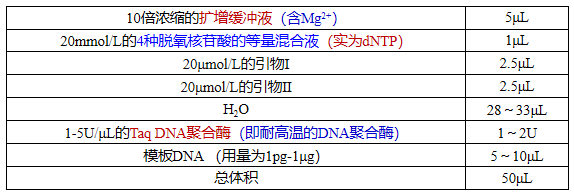 10倍浓缩的扩增缓冲液（含Mg²⁺） 5μL
20mmol/L的4种脱氧核苷酸的等量混合液（实为dNTP） 1μL
20μmol/L的引物Ⅰ 2.5μL
20μmol/L的引物Ⅱ 2.5μL
H₂O 28～33μL
1-5U/μL的Taq DNA聚合酶（即耐高温的DNA聚合酶） 1～2U
模板DNA （用量为1pg-1μg） 5～10μL
总体积 50μL